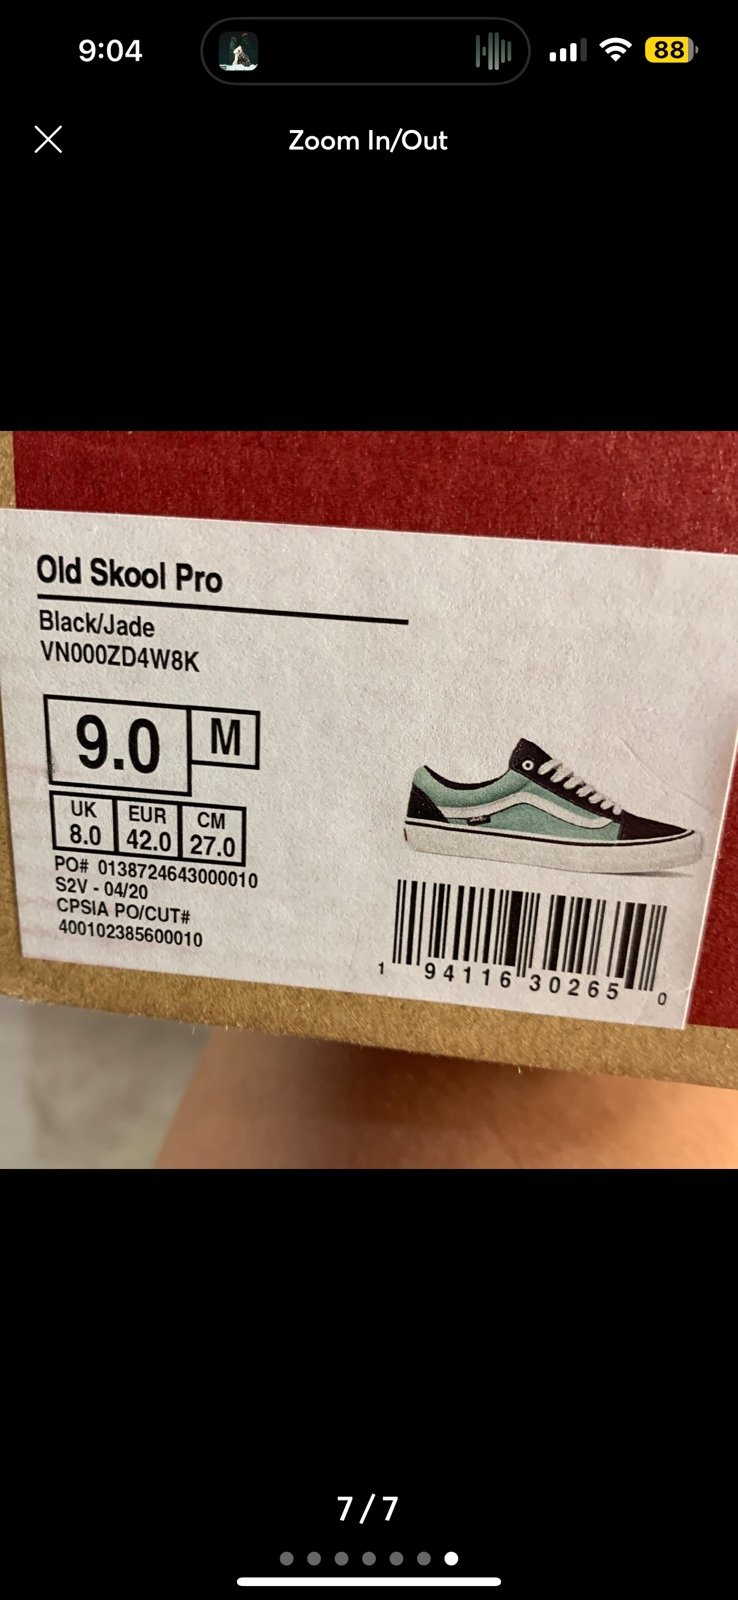 9:04
88
Zoom In/Out
Old Skool Pro
Black/Jade
VN000ZD4W8K
9.0 M
UK EUR CM
8.0 42.0 27.0
PO# 0138724643000010
S2V - 04/20
CPSIA PO/CUT#
400102385600010
1 94116 30265 0
7/7